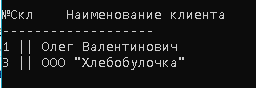 №Скл    Наименование клиента
-------------------
1 || Олег Валентинович
3 || ООО "Хлебобулочка"